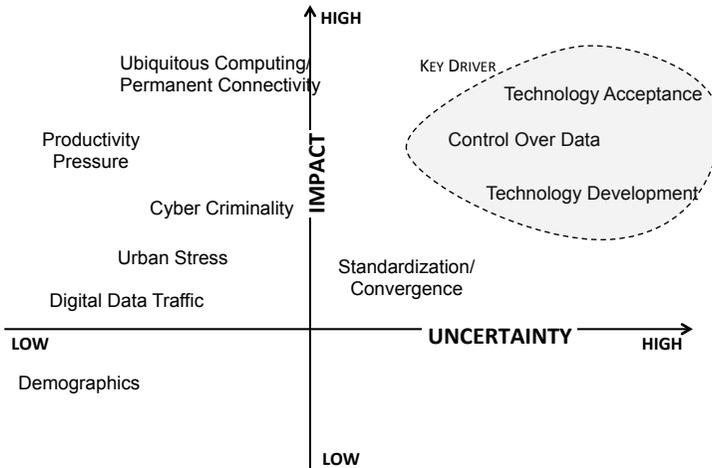 HIGH
Ubiquitous Computing/
Permanent Connectivity
KEY DRIVER
Technology Acceptance
Productivity
Pressure
Control Over Data
IMPACT
Technology Development
Cyber Criminality
Urban Stress
Standardization/
Convergence
Digital Data Traffic
LOW
UNCERTAINTY
HIGH
Demographics
LOW